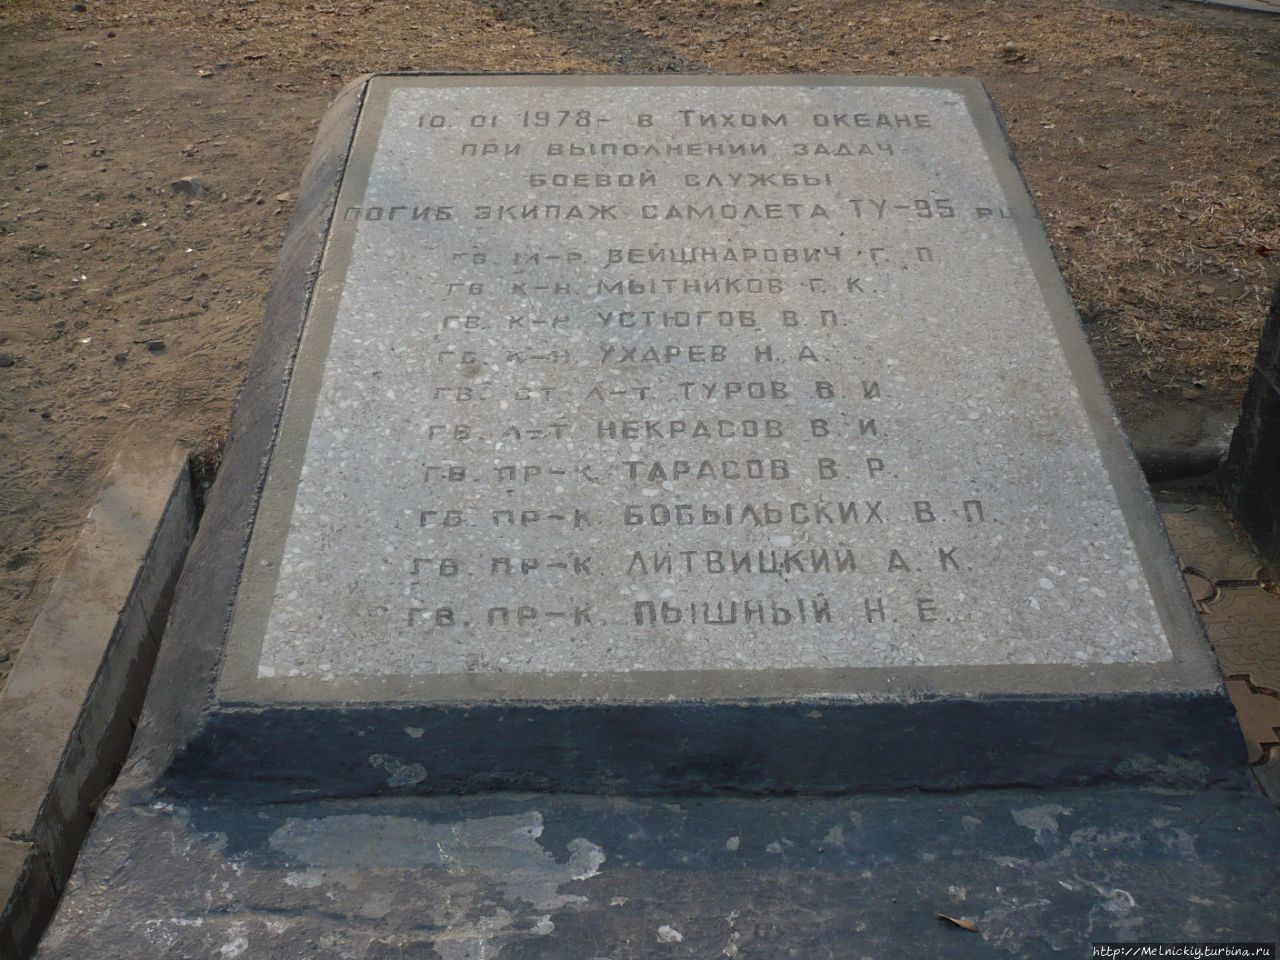 10.01 1978- в Тихом океане
при выполнении задач
боевой службы
погиб экипаж самолета ТУ-95 РЦ
гв. м-р Вейшнарович Г. П.
гв. к-н. Мытников Г. К.
гв. к-н Устюгов В. П.
гв. к-н Ухарев Н. А.
гв. ст. л-т Туров В. И
гв. л-т Некрасов В. И.
гв. пр-к. Тарасов В. Р.
гв. пр-к. Бобыльских. В. П.
гв. пр-к. Литвицкий А. К.
гв. пр-к. Пышный Н. Е.
http://Melnickiy.turbina.ru